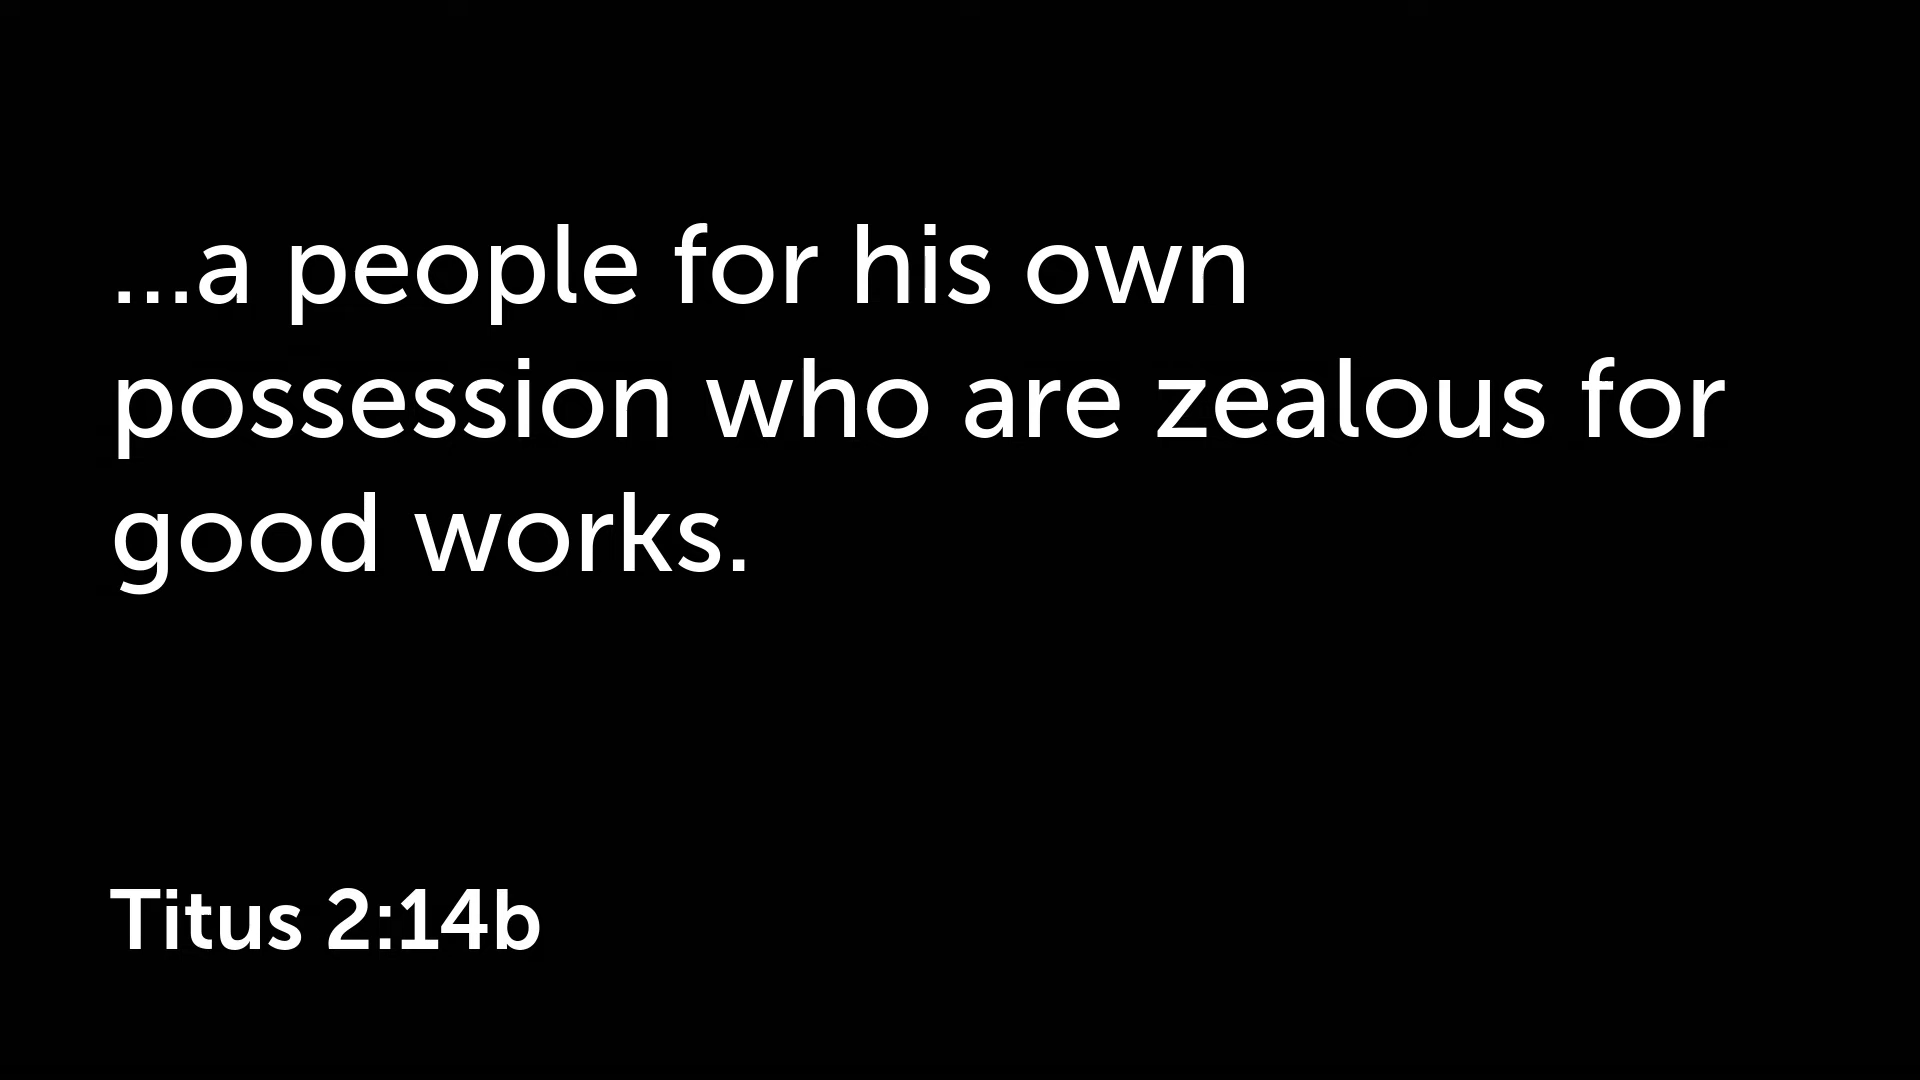 ...a people for his own
possession who are zealous for
good works.
Titus 2:14b